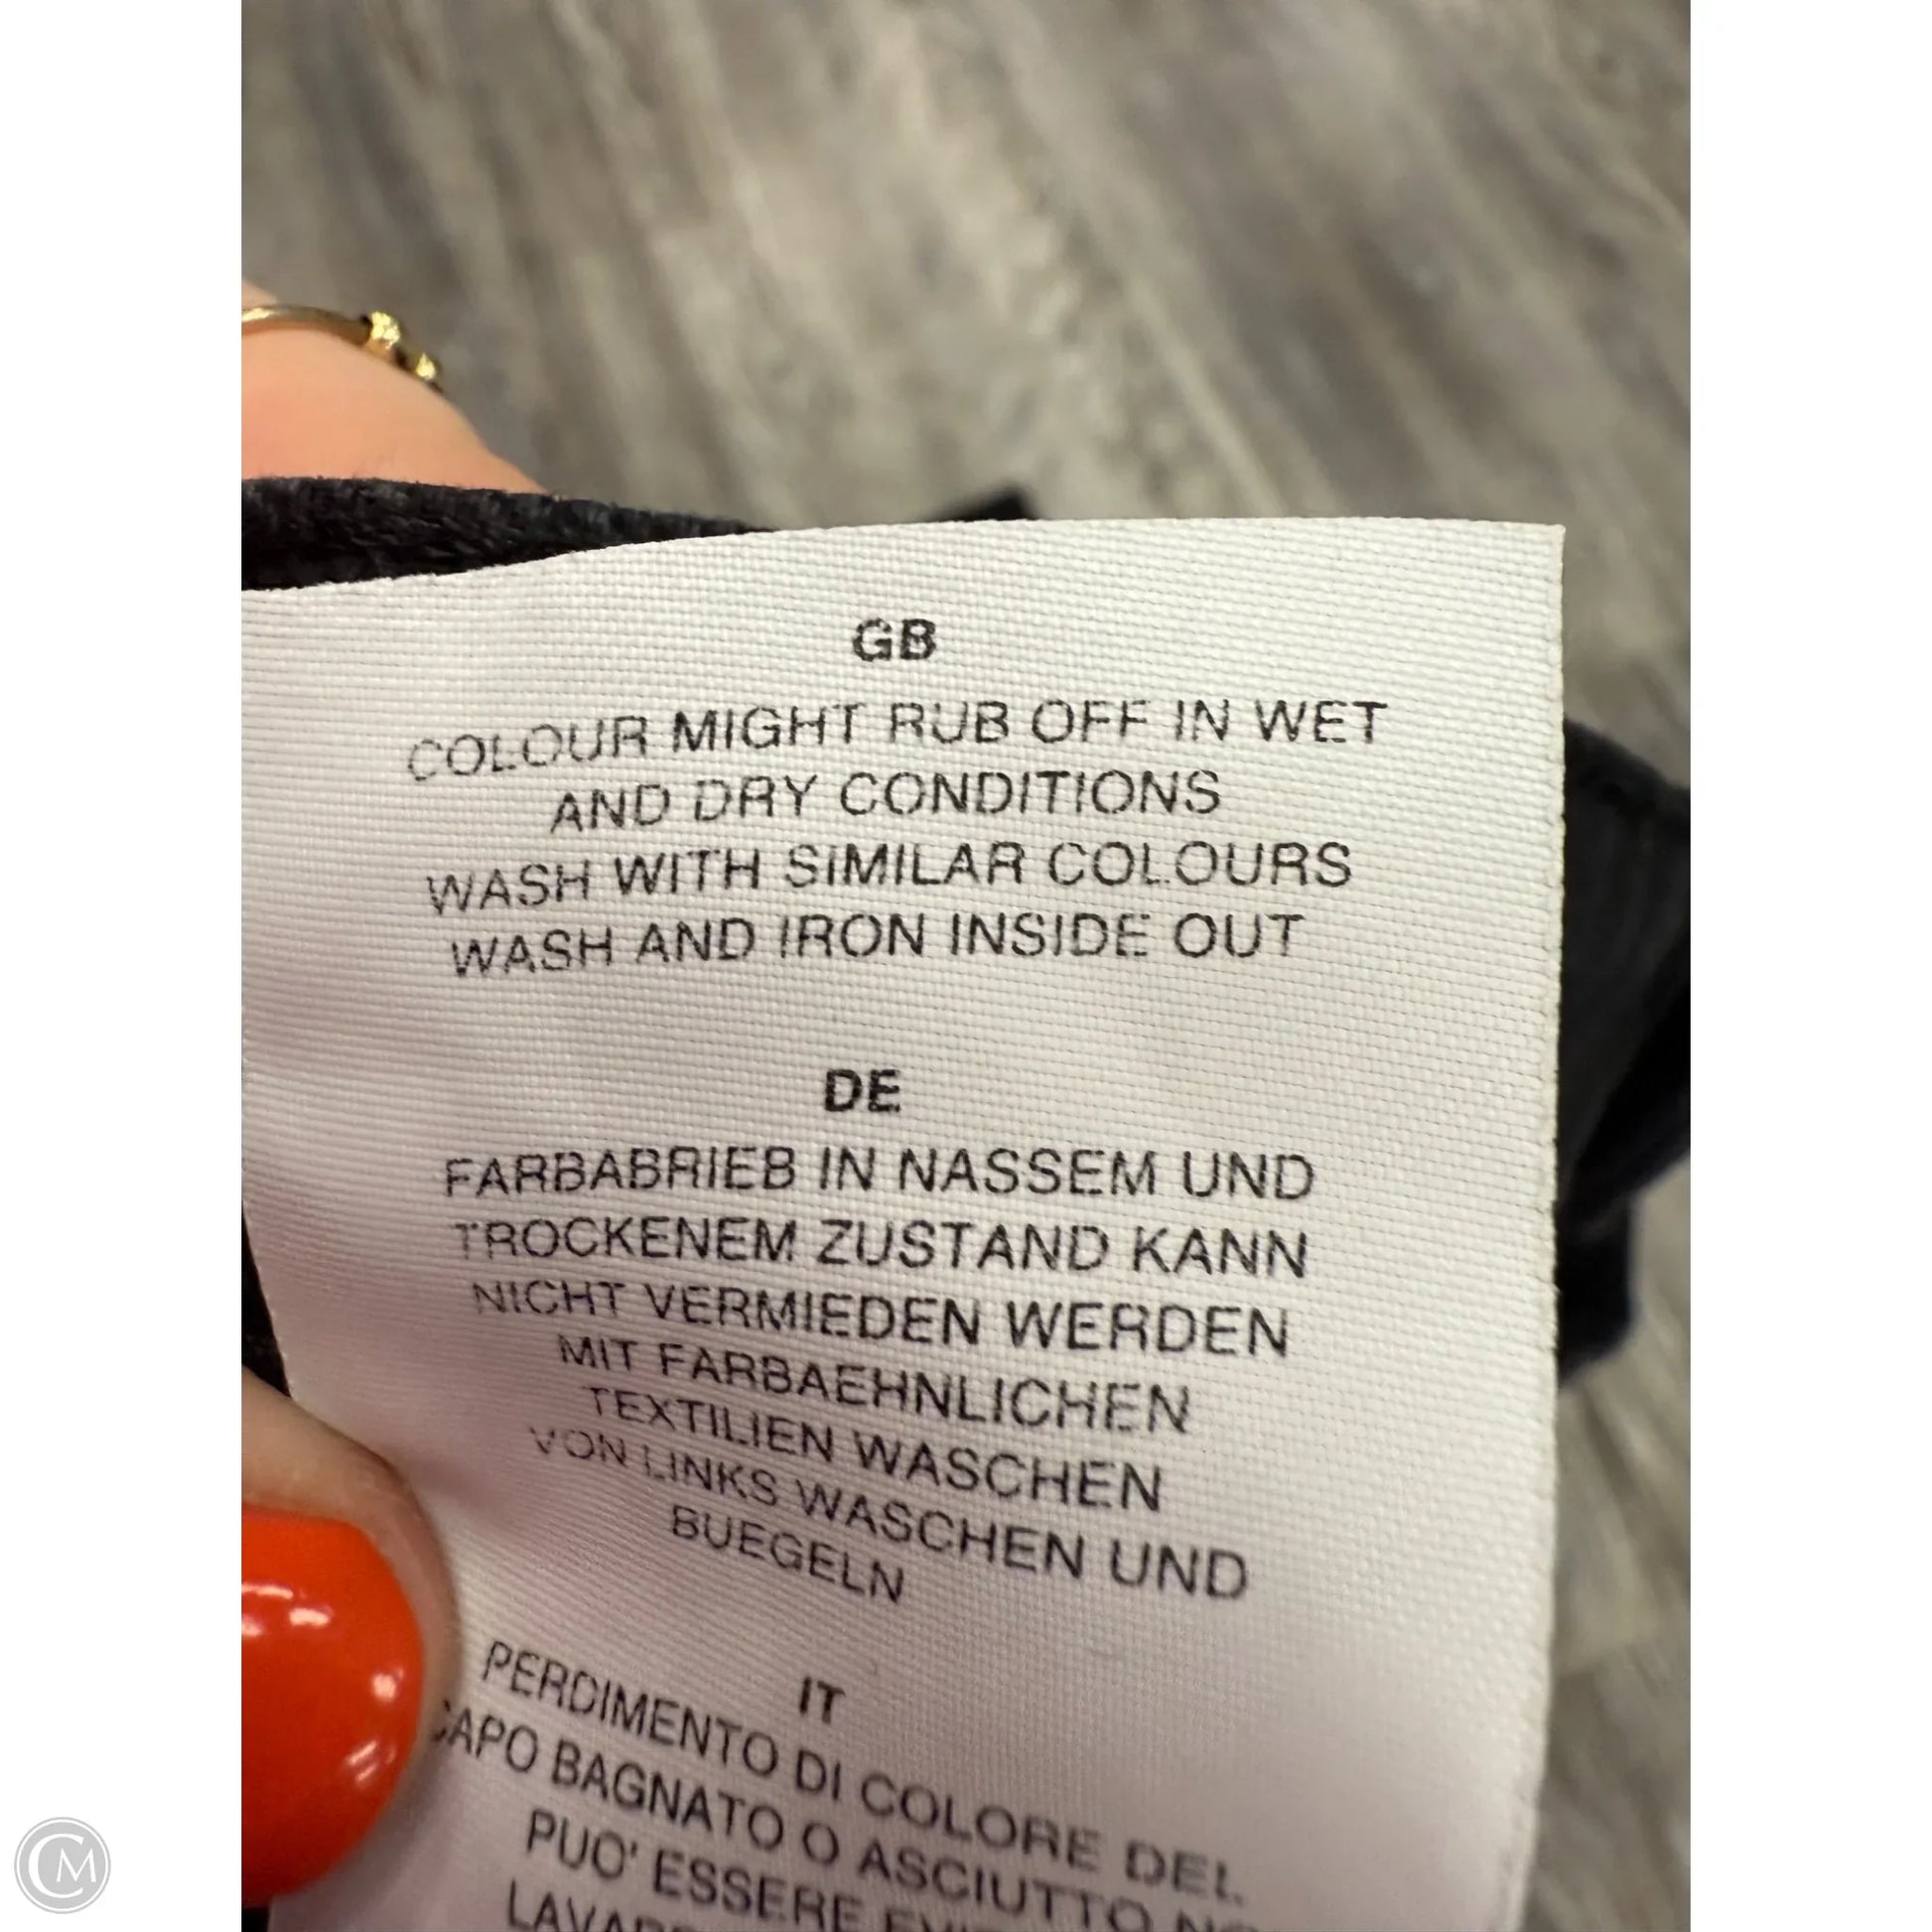 GB
COLOUR MIGHT RUB OFF IN WET
AND DRY CONDITIONS
WASH WITH SIMILAR COLOURS
WASH AND IRON INSIDE OUT
DE
FARBABRIEB IN NASSEM UND
TROCKENEM ZUSTAND KANN
NICHT VERMIEDEN WERDEN
MIT FARBAEHNLICHEN
TEXTILIEN WASCHEN
VON LINKS WASCHEN UND
BUEGELN
IT
PERDIMENTO DI COLORE DEL
CAPO BAGNATO O ASCIUTTO
PUO' ESSERE
CM